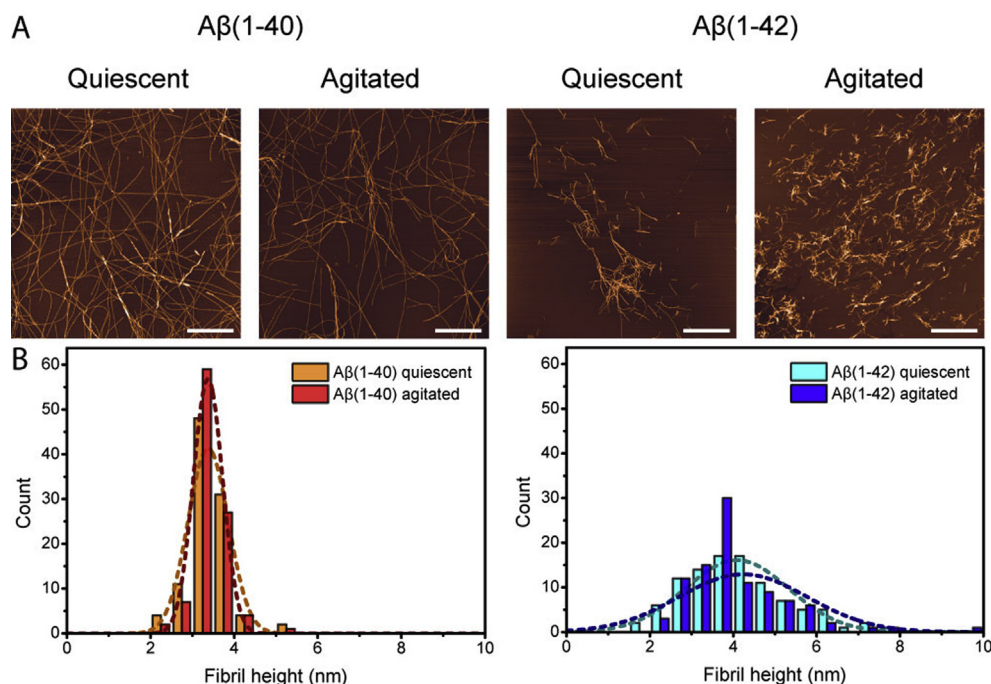 A
Aβ(1-40)
Aβ(1-42)
Quiescent
Agitated
Quiescent
Agitated
B
60
50
40
30
20
10
0
Count
Aβ(1-40) quiescent
Aβ(1-40) agitated
0
2
4
6
8
10
Fibril height (nm)
60
50
40
30
20
10
0
Count
Aβ(1-42) quiescent
Aβ(1-42) agitated
0
2
4
6
8
10
Fibril height (nm)